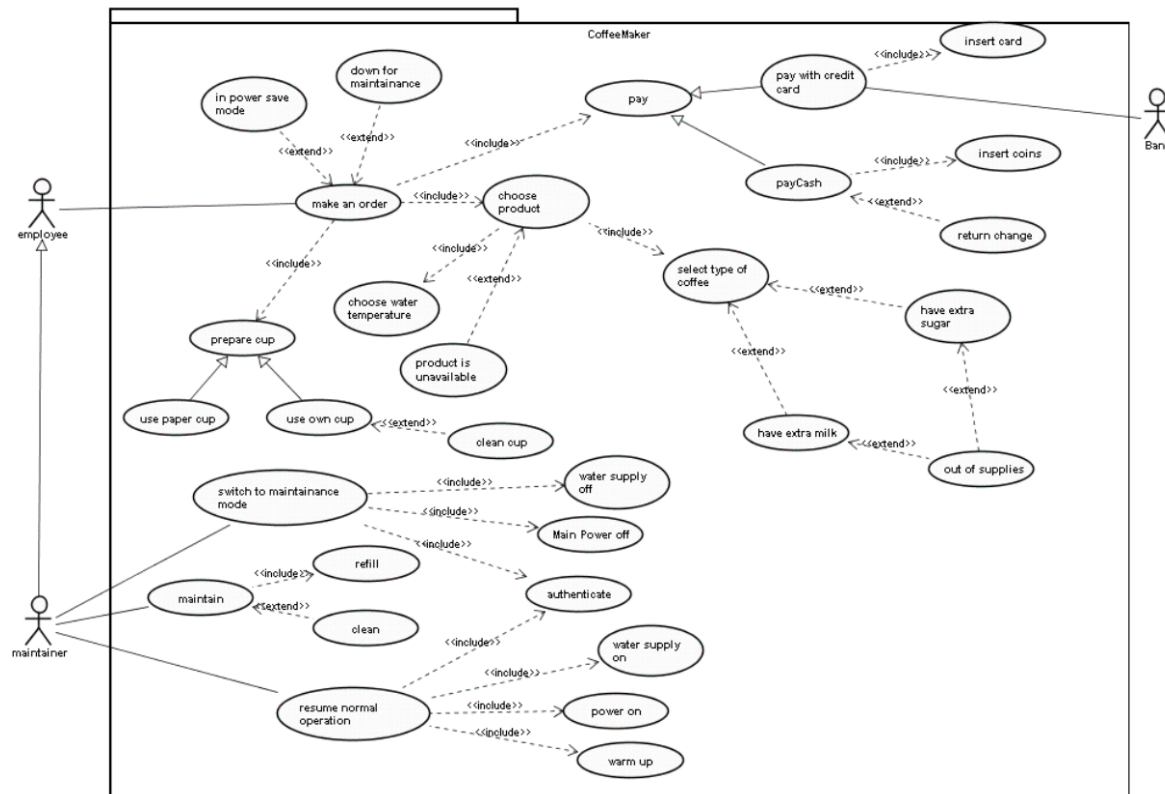 CoffeeMaker
insert card
<<include>>
pay with credit
card
down for
maintainance
in power save
mode
pay
Ban
<<extend>>
<<extend>>
<<include>>
<<include>>
insert coins
payCash
make an order
<<include>>
choose
product
<<extend>>
return change
employee
<<include>>
<<include>>
<<include>>
<<extend>>
select type of
coffee
<<extend>>
choose water
temperature
have extra
sugar
prepare cup
product is
unavailable
<<extend>>
<<extend>>
use paper cup
use own cup
<<extend>>
clean cup
have extra milk
<<extend>>
out of supplies
switch to maintainance
mode
<<include>>
water supply
off
<<include>>
Main Power off
<<include>>
refill
<<include>>
maintain
<<extend>>
clean
authenticate
maintainer
<<include>>
water supply
on
<<include>>
resume normal
operation
<<include>>
power on
<<include>>
warm up